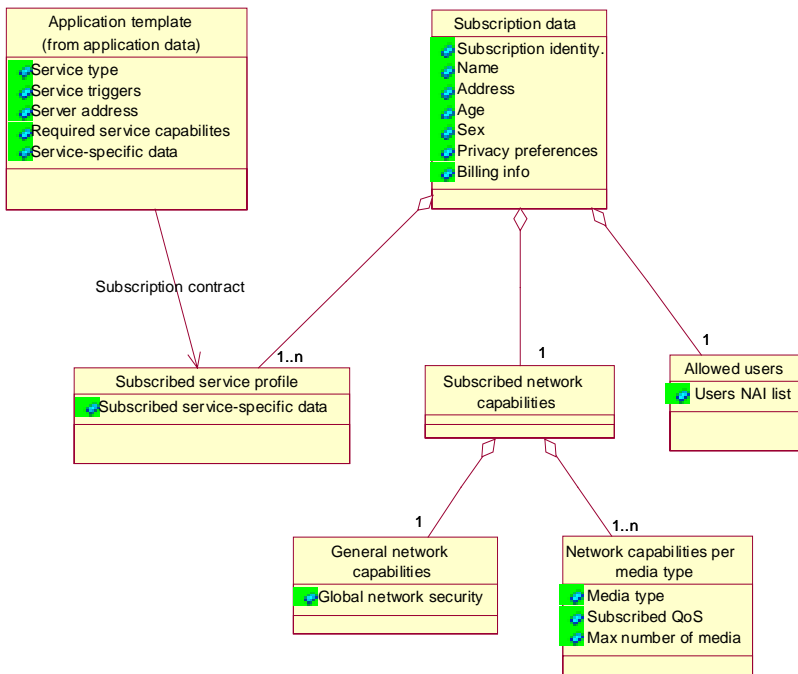 Application template
(from application data)
Service type
Service triggers
Server address
Required service capabilites
Service-specific data
Subscription data
Subscription identity.
Name
Address
Age
Sex
Privacy preferences
Billing info
Subscription contract
1..n
1
1
Subscribed service profile
Subscribed service-specific data
Subscribed network
capabilities
Allowed users
Users NAI list
1
1..n
General network
capabilities
Global network security
Network capabilities per
media type
Media type
Subscribed QoS
Max number of media